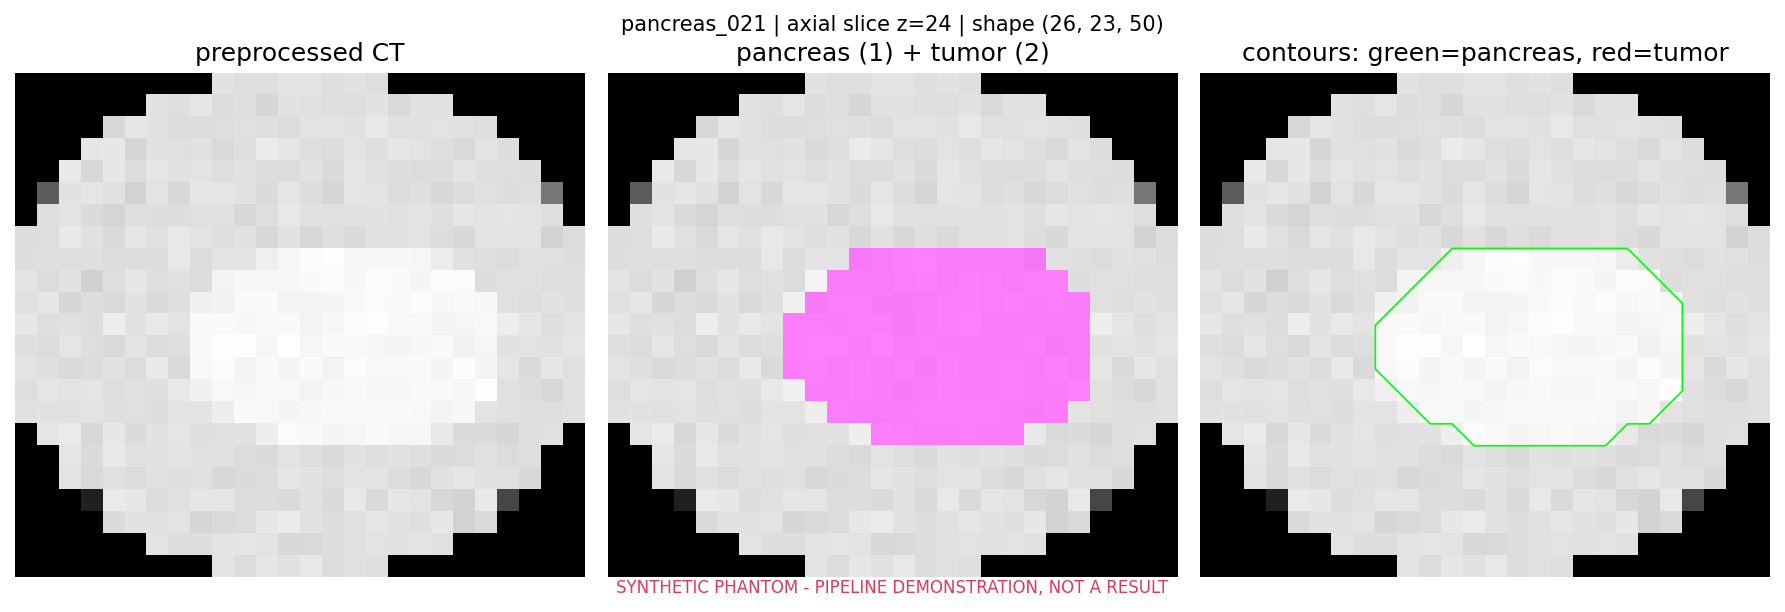 pancreas_021 | axial slice z=24 | shape (26, 23, 50)
preprocessed CT
pancreas (1) + tumor (2)
contours: green=pancreas, red=tumor
SYNTHETIC PHANTOM - PIPELINE DEMONSTRATION, NOT A RESULT